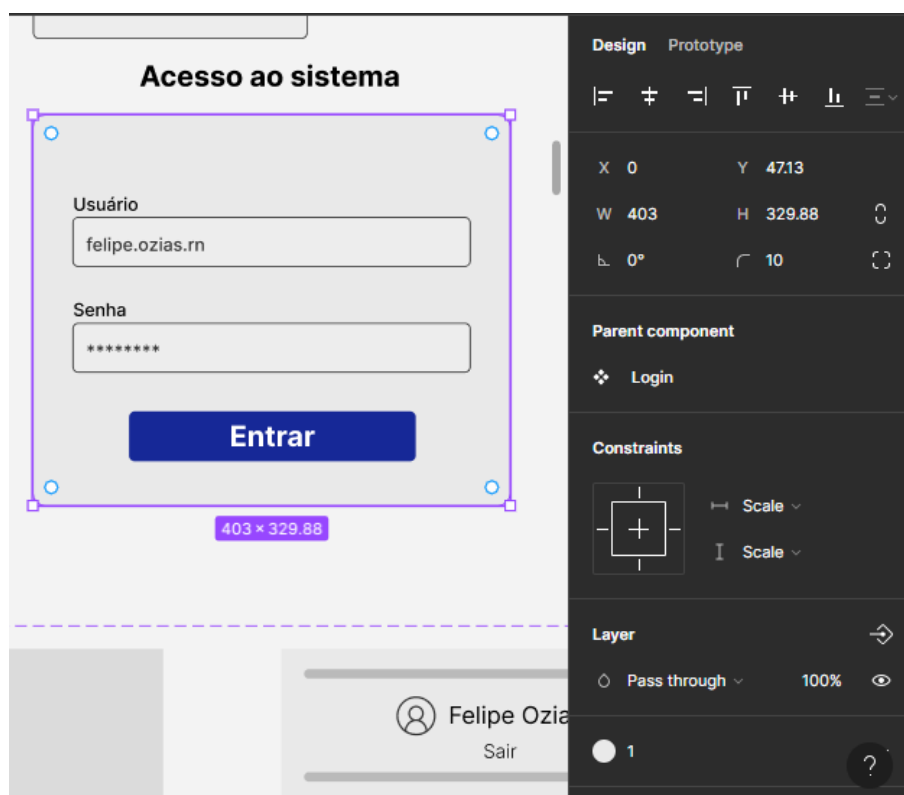 Acesso ao sistema
Usuário
felipe.ozias.rn
Senha
********
Entrar
403 × 329.88
Felipe Ozia
Sair
Design Prototype
X 0 Y 47.13
W 403 H 329.88
0° 10
Parent component
Login
Constraints
Scale
Scale
Layer
Pass through 100%
1
?